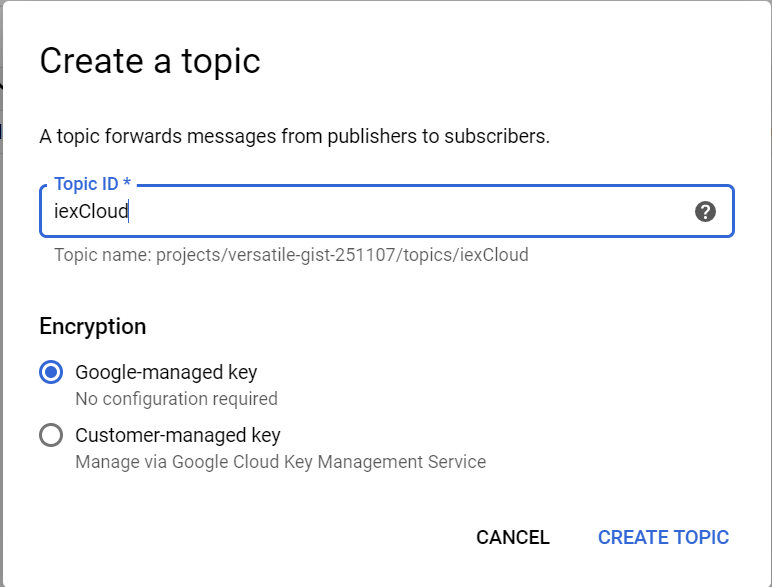 Create a topic
A topic forwards messages from publishers to subscribers.
Topic ID *
iexCloud
?
Topic name: projects/versatile-gist-251107/topics/iexCloud
Encryption
Google-managed key
No configuration required
Customer-managed key
Manage via Google Cloud Key Management Service
CANCEL CREATE TOPIC